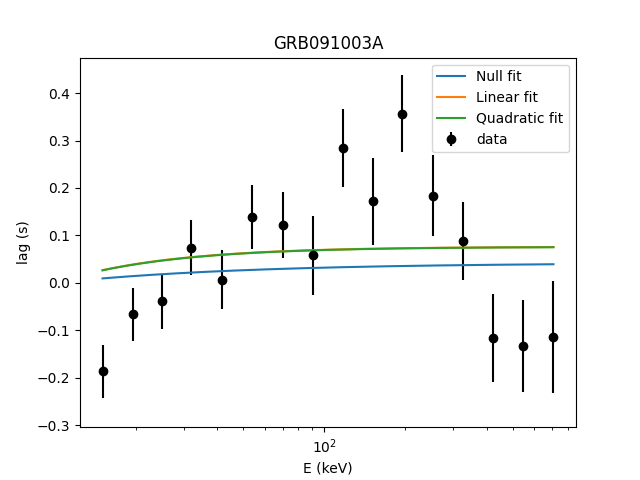 GRB091003A
Null fit
Linear fit
Quadratic fit
data
lag (s)
0.4
0.3
0.2
0.1
0.0
−0.1
−0.2
−0.3
10²
E (keV)